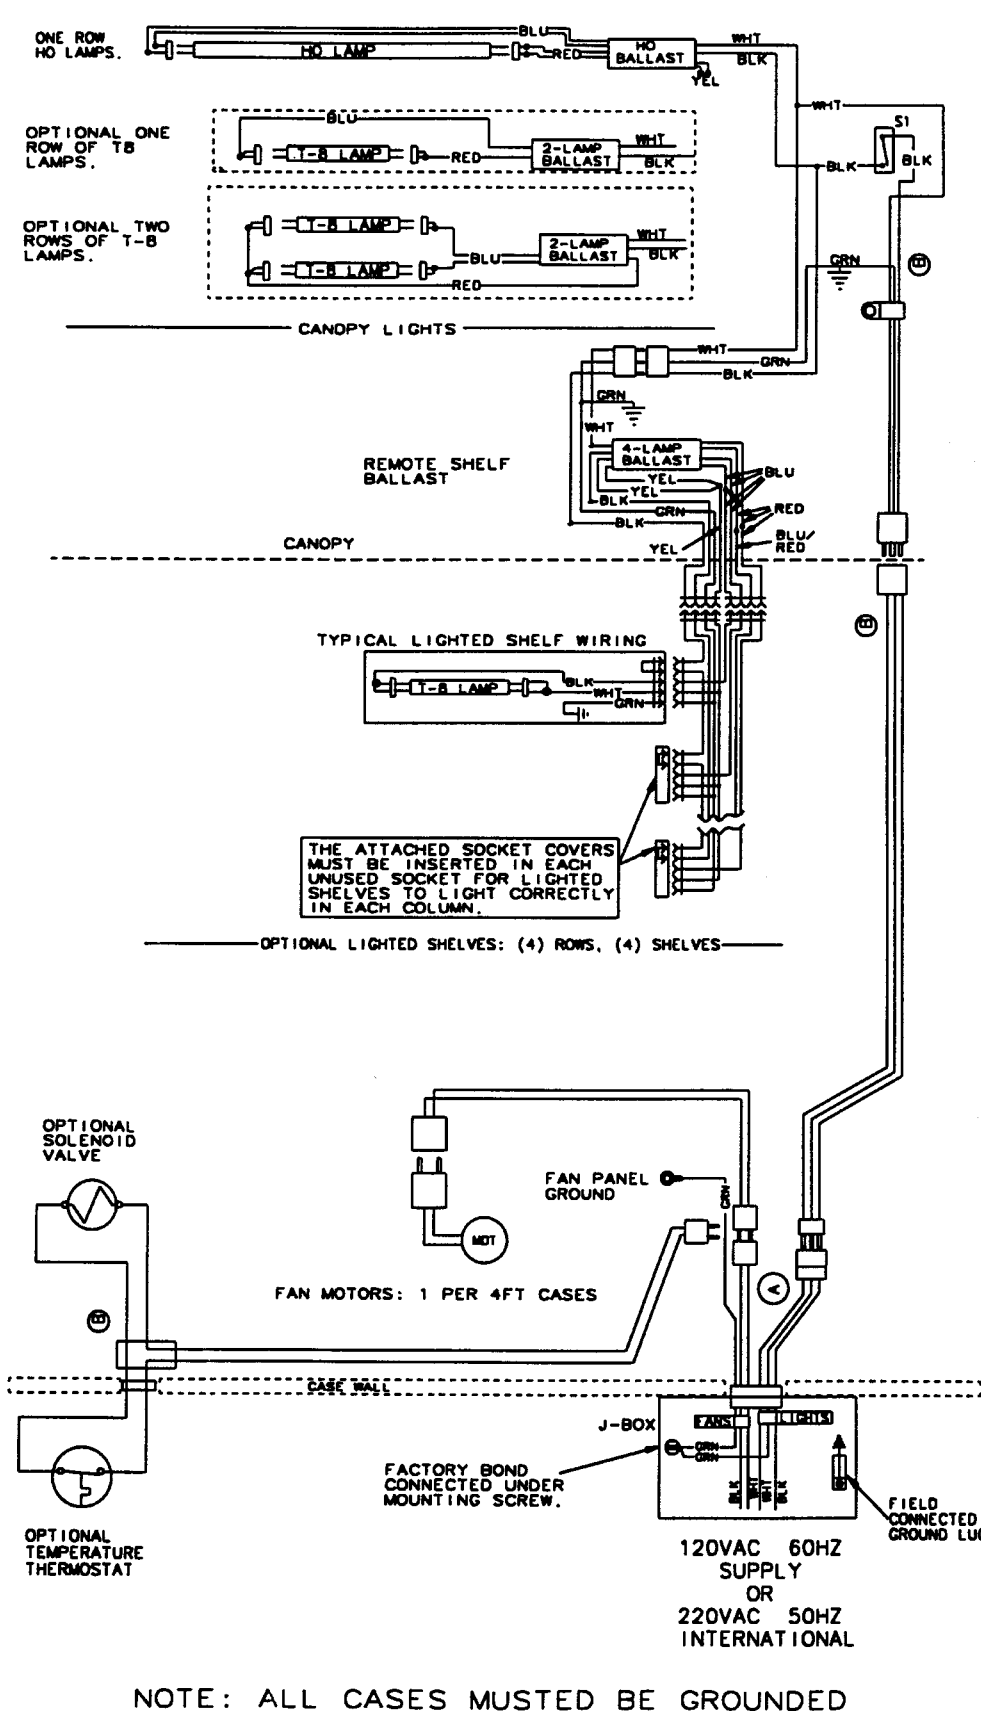 ONE ROW
HO LAMPS.
BLU
HO LAMP
RED
HO
BALLAST
WHT
BLK
YEL
WHT
S1
BLK
BLK
OPTIONAL ONE
ROW OF T8
LAMPS.
BLU
T-8 LAMP
RED
2-LAMP
BALLAST
WHT
BLK
OPTIONAL TWO
ROWS OF T-8
LAMPS.
T-8 LAMP
T-8 LAMP
BLU
RED
2-LAMP
BALLAST
WHT
BLK
GRN
B
CANOPY LIGHTS
WHT
GRN
BLK
GRN
WHT
REMOTE SHELF
BALLAST
4-LAMP
BALLAST
YEL
YEL
BLK
GRN
BLK
BLU
RED
BLU/
RED
YEL
CANOPY
B
TYPICAL LIGHTED SHELF WIRING
T-8 LAMP
BLK
WHT
GRN
THE ATTACHED SOCKET COVERS
MUST BE INSERTED IN EACH
UNUSED SOCKET FOR LIGHTED
SHELVES TO LIGHT CORRECTLY
IN EACH COLUMN.
OPTIONAL LIGHTED SHELVES: (4) ROWS, (4) SHELVES
OPTIONAL
SOLENOID
VALVE
FAN PANEL
GROUND
GRN
MOT
FAN MOTORS: 1 PER 4FT CASES
A
B
CASE WALL
J-BOX
FANS
LIGHTS
GRN
GRN
BLK
WHT
WHT
BLK
FACTORY BOND
CONNECTED UNDER
MOUNTING SCREW.
FIELD
CONNECTED
GROUND LUG
OPTIONAL
TEMPERATURE
THERMOSTAT
120VAC 60HZ
SUPPLY
OR
220VAC 50HZ
INTERNATIONAL
NOTE: ALL CASES MUSTED BE GROUNDED